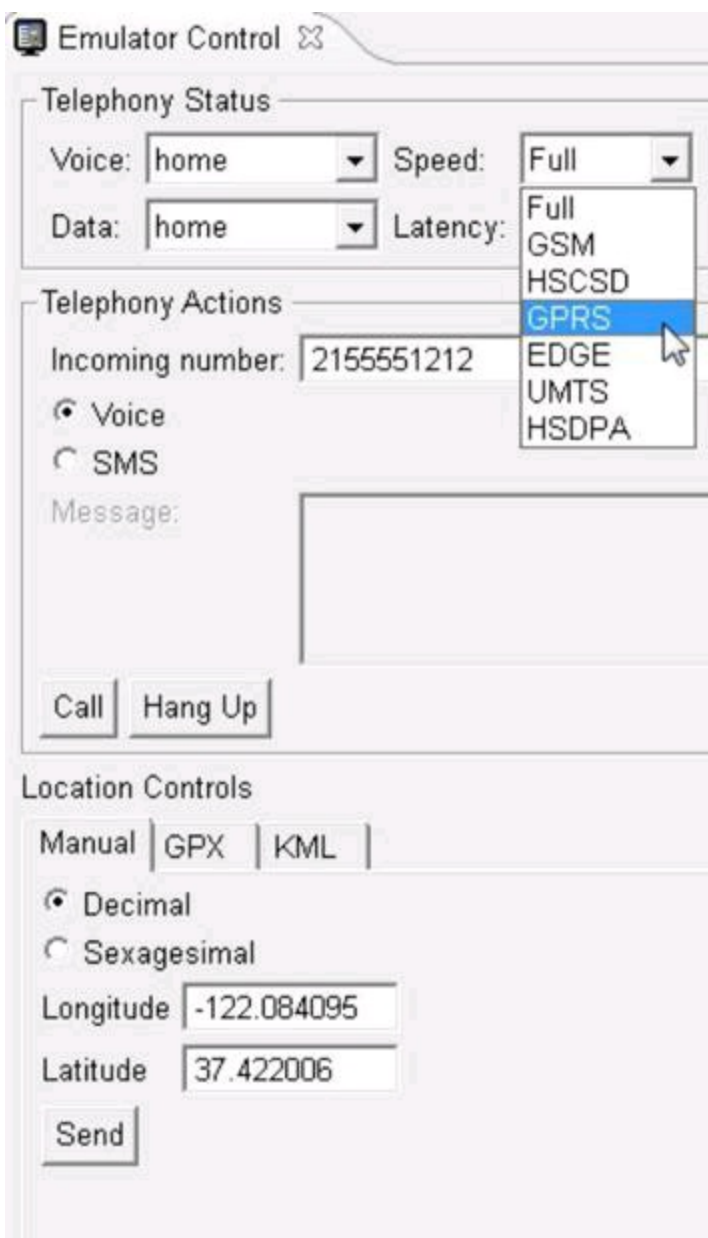 Emulator Control
Telephony Status
Voice: home Speed: Full
Data: home Latency:
Full
GSM
HSCSD
GPRS
EDGE
UMTS
HSDPA
Telephony Actions
Incoming number: 2155551212
Voice
SMS
Message:
Call Hang Up
Location Controls
Manual GPX KML
Decimal
Sexagesimal
Longitude -122.084095
Latitude 37.422006
Send